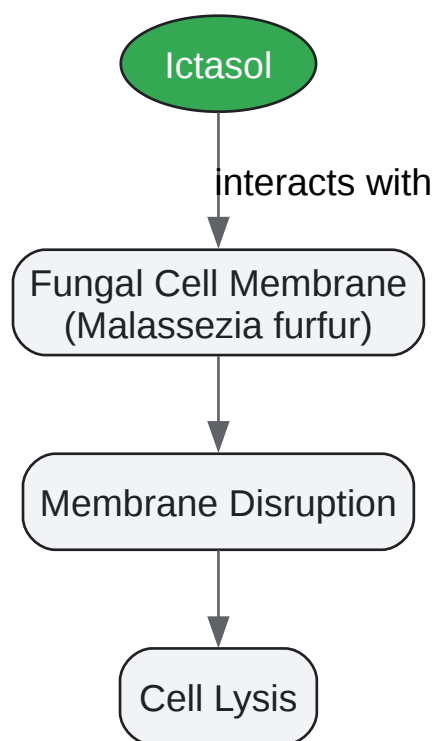 Ictasol
interacts with
Fungal Cell Membrane
(Malassezia furfur)
Membrane Disruption
Cell Lysis